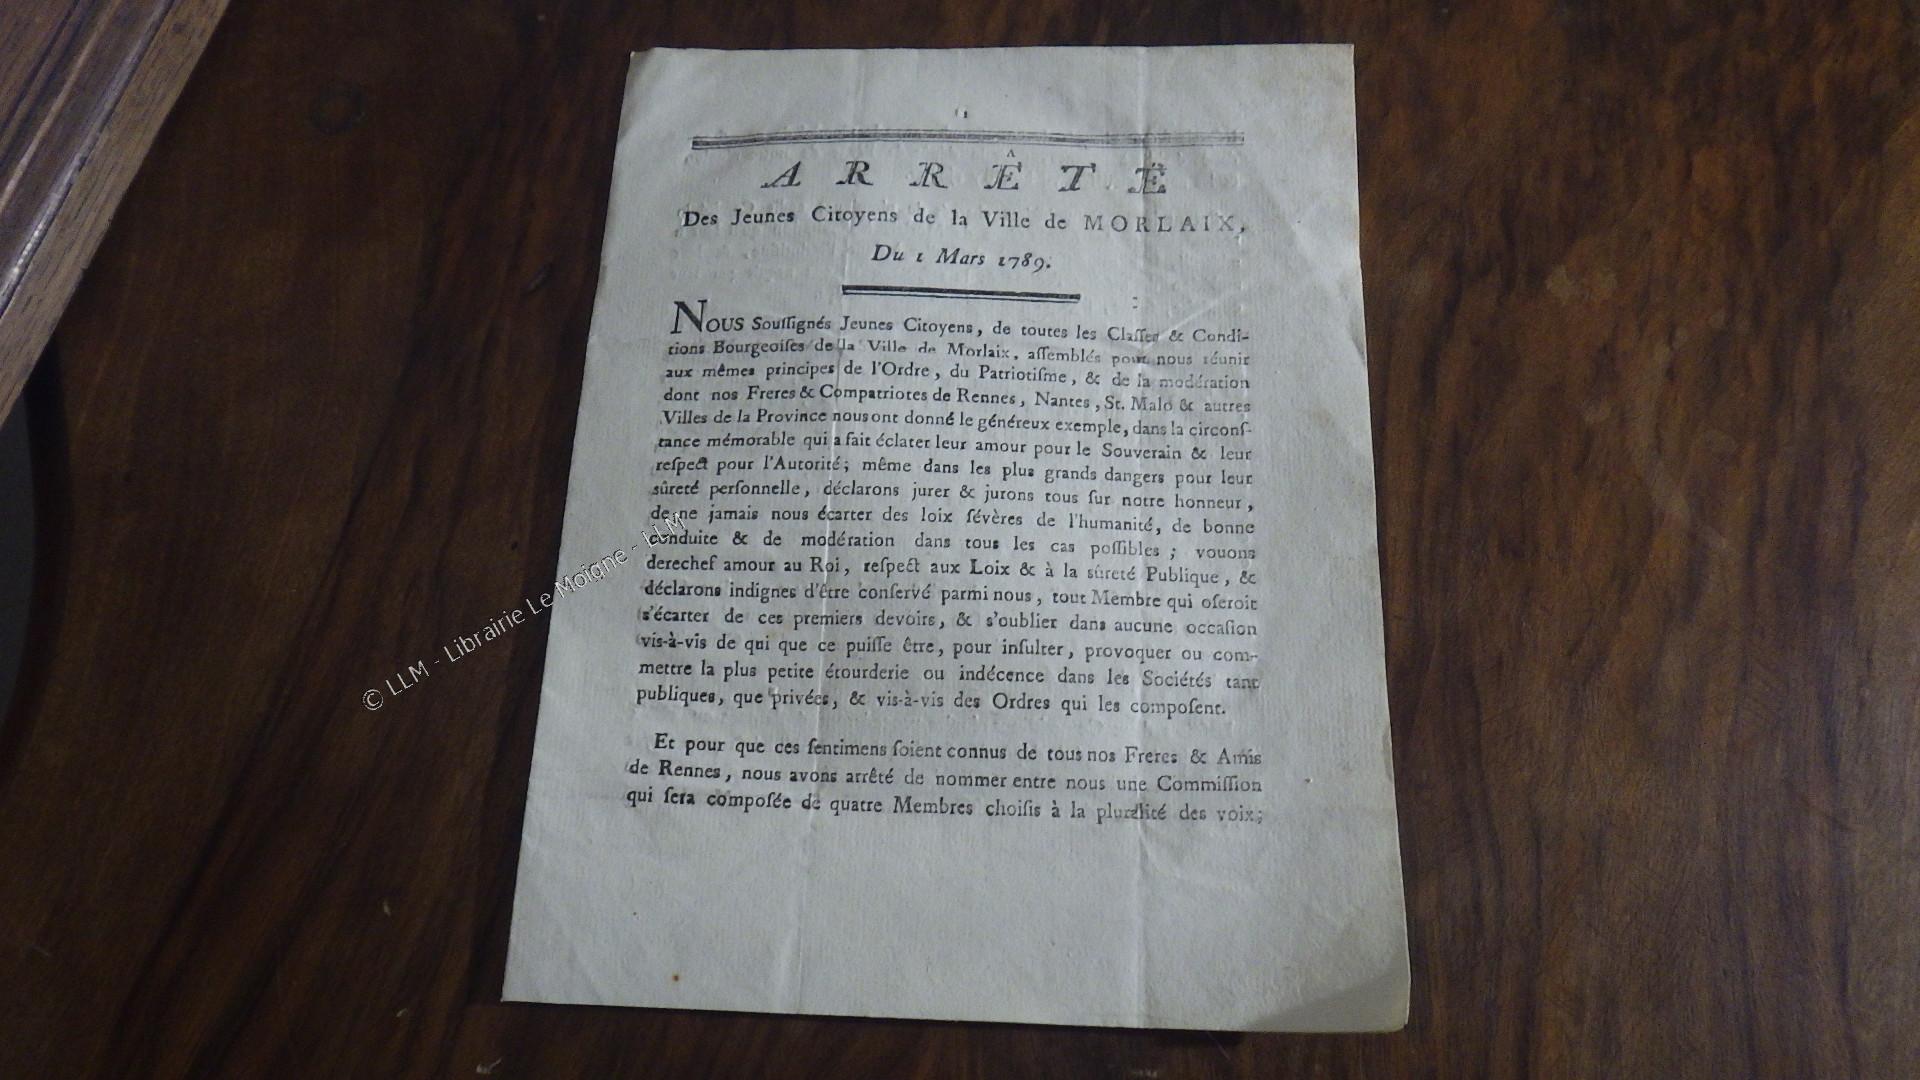 1
ARRÊTÉ
Des Jeunes Citoyens de la Ville de MORLAIX,
Du 1 Mars 1789.
NOUS Souſſignés Jeunes Citoyens, de toutes les Claſſes & Condi-
tions Bourgeoiſes de la Ville de Morlaix, aſſemblés pour nous réunir
aux mêmes principes de l'Ordre, du Patriotiſme, & de la modération
dont nos Freres & Compatriotes de Rennes, Nantes, St. Malo & autres
Villes de la Province nous ont donné le généreux exemple, dans la circonſ-
tance mémorable qui a fait éclater leur amour pour le Souverain & leur
reſpect pour l'Autorité; même dans les plus grands dangers pour leur
sûreté perſonnelle, déclarons jurer & jurons tous ſur notre honneur,
de ne jamais nous écarter des loix ſévères de l'humanité, de bonne
conduite & de modération dans tous les cas poſſibles; vouons
derechef amour au Roi, reſpect aux Loix & à la sûreté Publique, &
déclarons indignes d'être conſervé parmi nous, tout Membre qui oſeroit
s'écarter de ces premiers devoirs, & s'oublier dans aucune occaſion
vis-à-vis de qui que ce puiſſe être, pour inſulter, provoquer ou com-
mettre la plus petite étourderie ou indécence dans les Sociétés tant
publiques, que privées, & vis-à-vis des Ordres qui les compoſent.
Et pour que ces ſentimens ſoient connus de tous nos Freres & Amis
de Rennes, nous avons arrêté de nommer entre nous une Commiſſion
qui ſera compoſée de quatre Membres choiſis à la pluralité des voix;
© LLM - Librairie Le Moigne - LLM